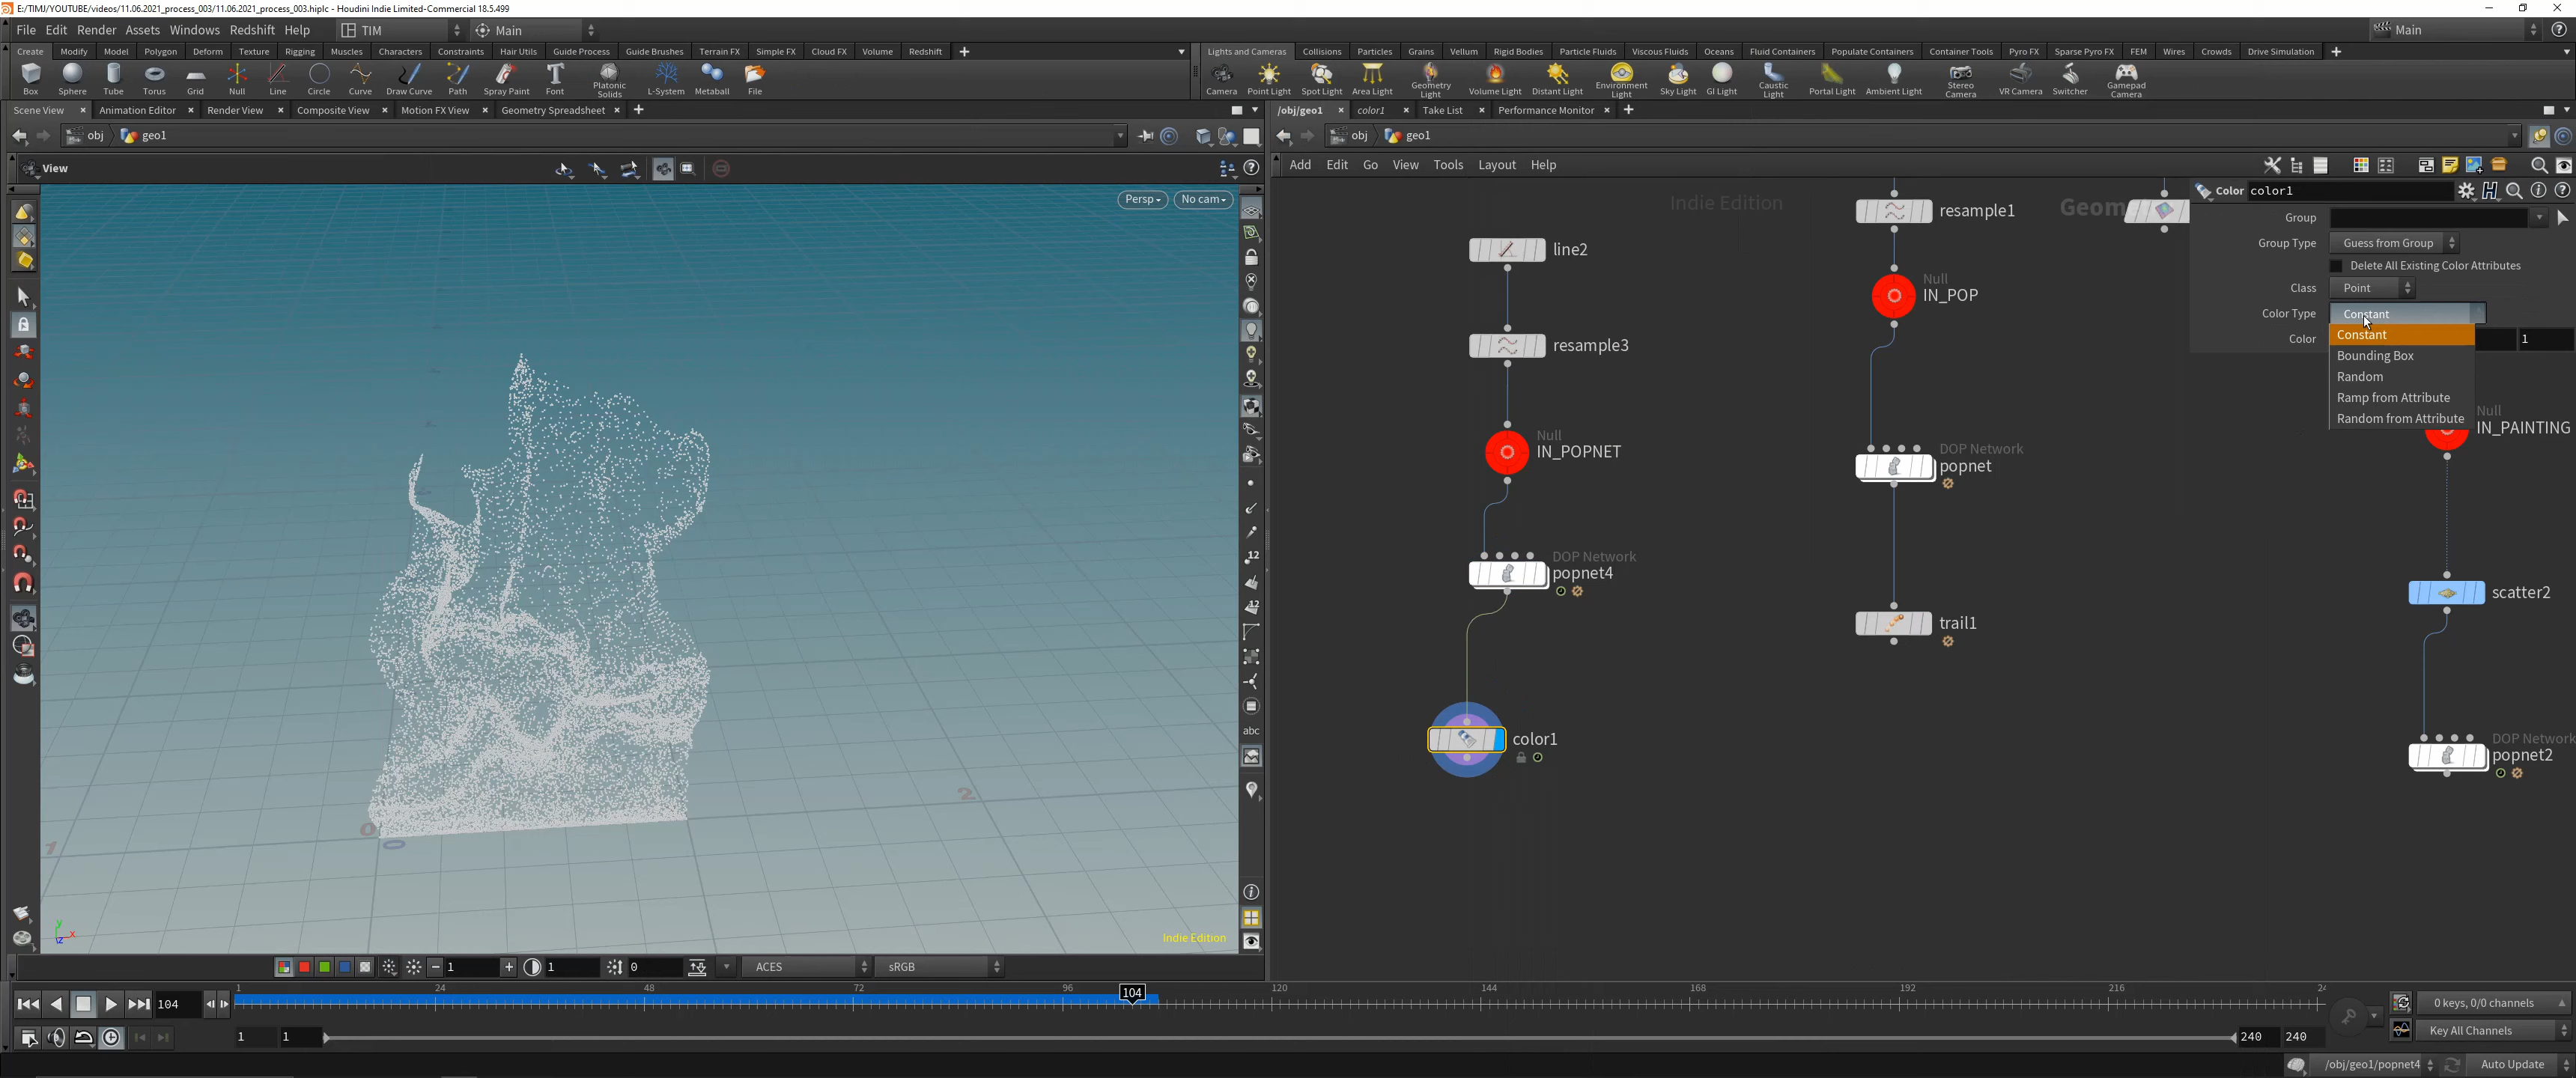 E:/TIMJ/YOUTUBE/videos/11.06.2021_process_003/11.06.2021_process_003.hiplc - Houdini Indie Limited-Commercial 18.5.499
File Edit Render Assets Windows Redshift Help TIM Main Main
Create Modify Model Polygon Deform Texture Rigging Muscles Characters Constraints Hair Utils Guide Process Guide Brushes Terrain FX Simple FX Cloud FX Volume Redshift
Lights and Cameras Collisions Particles Grains Vellum Rigid Bodies Particle Fluids Viscous Fluids Oceans Fluid Containers Populate Containers Container Tools Pyro FX Sparse Pyro FX FEM Wires Crowds Drive Simulation
Box Sphere Tube Torus Grid Null Line Circle Curve Draw Curve Path Spray Paint Font Platonic Solids L-System Metaball File
Camera Point Light Spot Light Area Light Geometry Light Volume Light Distant Light Environment Light Sky Light GI Light Caustic Light Portal Light Ambient Light Stereo Camera VR Camera Switcher Gamepad Camera
Scene View Animation Editor Render View Composite View Motion FX View Geometry Spreadsheet
/obj/geo1 color1 Take List Performance Monitor
obj geo1
obj geo1
View
Add Edit Go View Tools Layout Help
Persp No cam
Indie Edition
Geom
Color color1
Group
Group Type Guess from Group
Delete All Existing Color Attributes
Class Point
Color Type Constant
Color 1
Constant
Bounding Box
Random
Ramp from Attribute
Random from Attribute
line2
resample3
Null
IN_POPNET
DOP Network
popnet4
color1
resample1
Null
IN_POP
DOP Network
popnet
trail1
Null
IN_PAINTING
scatter2
DOP Network
popnet2
12
12
abc
0
0
1
2
y
x
z
Indie Edition
1 1 0 ACES sRGB
104 1 24 48 72 96 104 120 144 168 192 216 24
0 keys, 0/0 channels
1 1 240 240
Key All Channels
/obj/geo1/popnet4 Auto Update